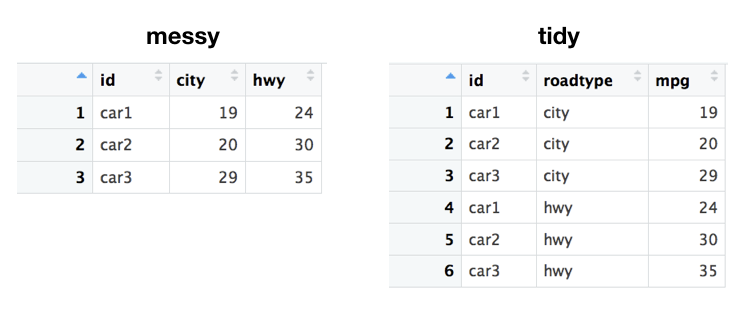 messy
id city hwy
1 car1 19 24
2 car2 20 30
3 car3 29 35
tidy
id roadtype mpg
1 car1 city 19
2 car2 city 20
3 car3 city 29
4 car1 hwy 24
5 car2 hwy 30
6 car3 hwy 35